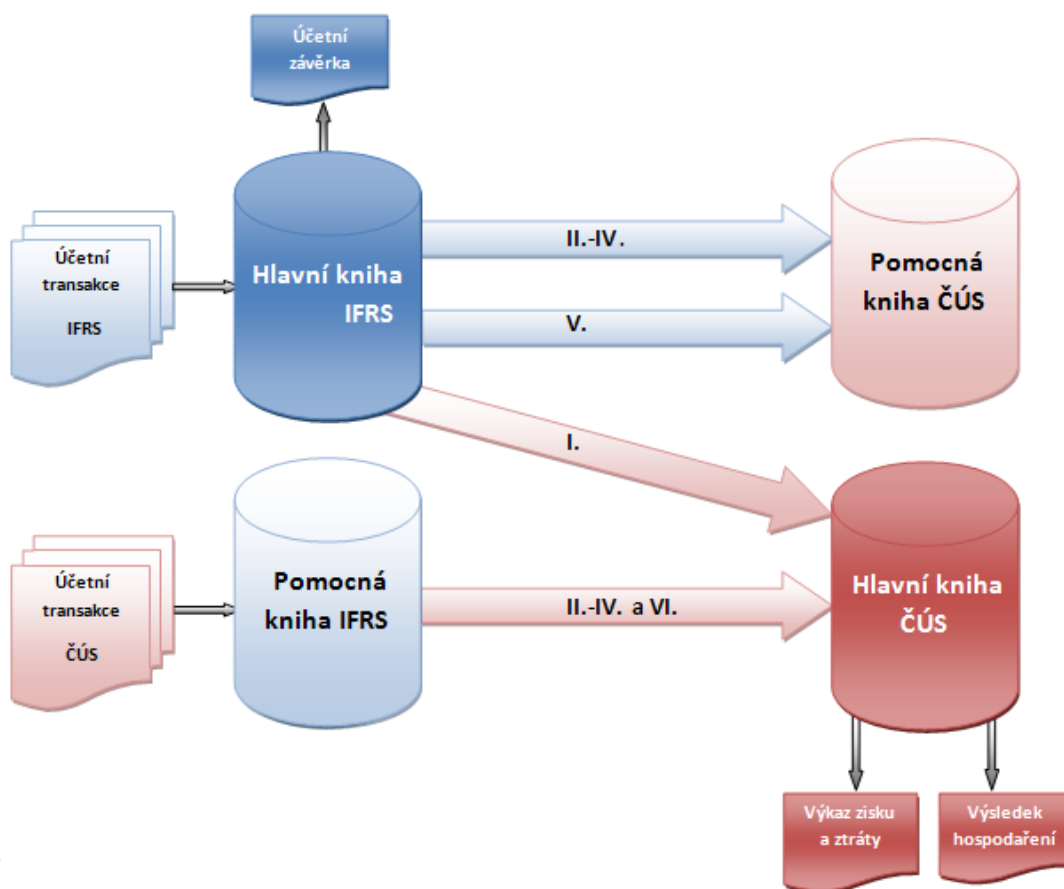 Účetní
závěrka
Účetní
transakce
IFRS
Hlavní kniha
IFRS
II.-IV.
V.
Pomocná
kniha ČÚS
I.
Účetní
transakce
ČÚS
Pomocná
kniha IFRS
II.-IV. a VI.
Hlavní kniha
ČÚS
Výkaz zisku
a ztráty
Výsledek
hospodaření